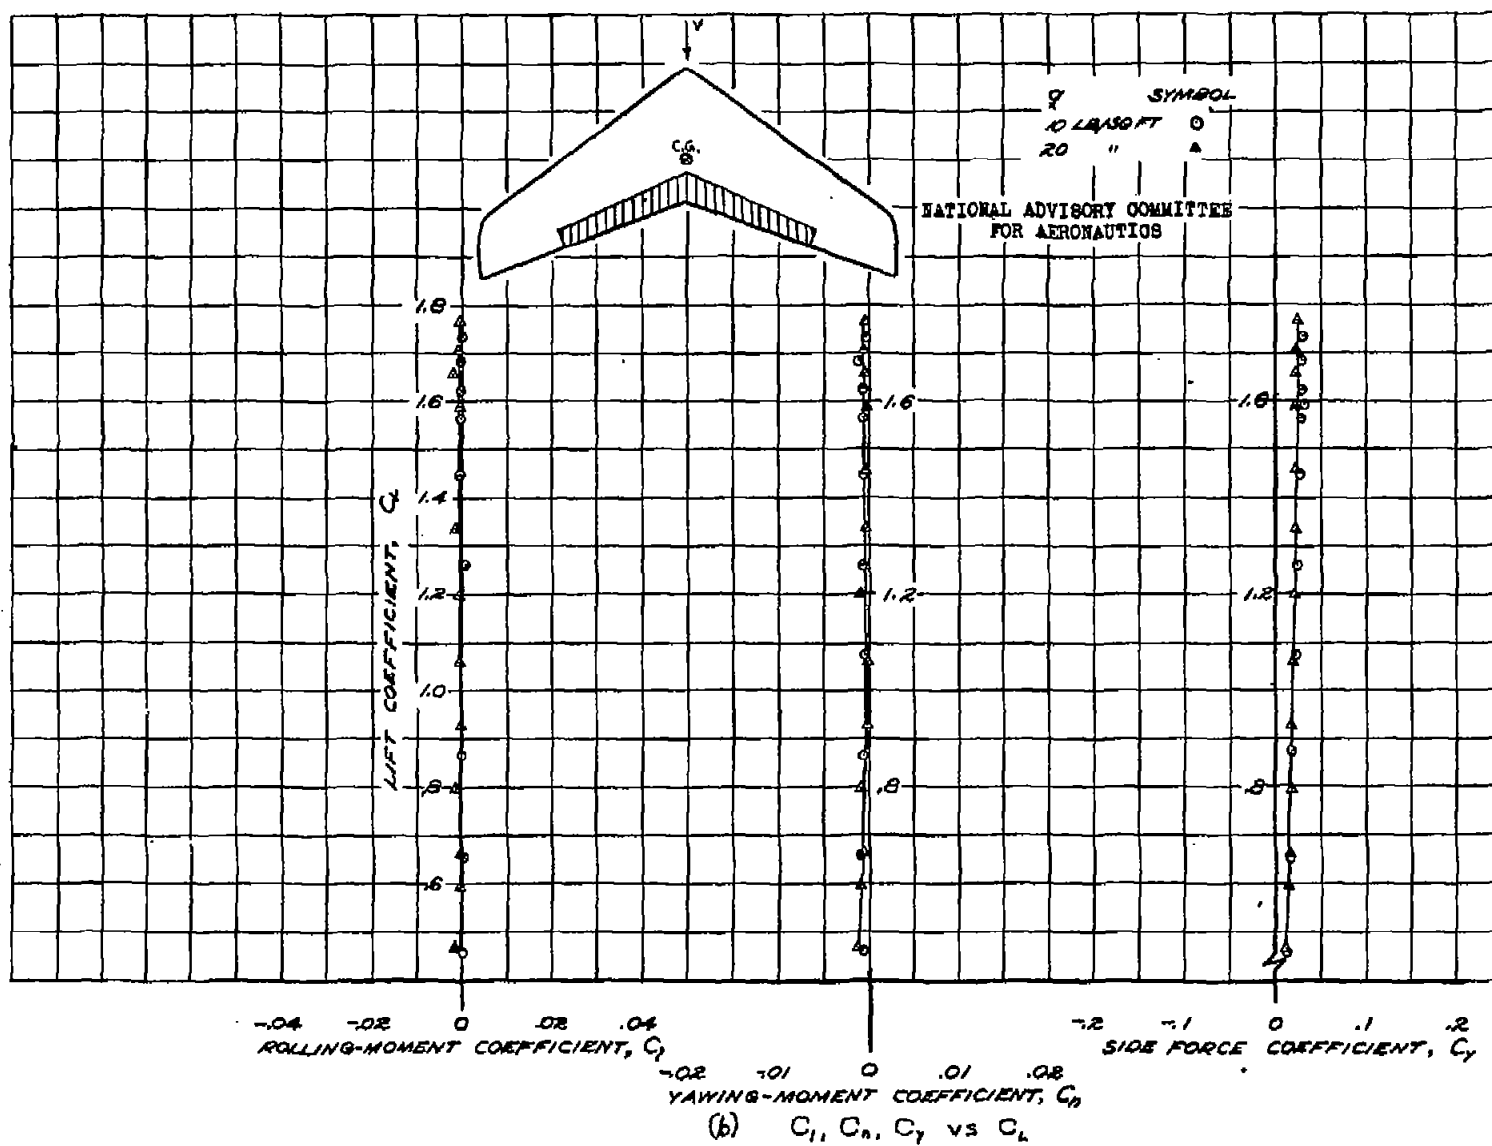 V
C.G.
q SYMBOL
10 LB/SQ FT ⊙
20 " ▲
NATIONAL ADVISORY COMMITTEE
FOR AERONAUTICS
LIFT COEFFICIENT, CL
1.8
1.6
1.4
1.2
1.0
.8
.6
1.6
1.2
.8
1.6
1.2
.8
-.04 -.02 0 .02 .04
ROLLING-MOMENT COEFFICIENT, Cl
-.02 -.01 0 .01 .02
YAWING-MOMENT COEFFICIENT, Cn
-.2 -.1 0 .1 .2
SIDE FORCE COEFFICIENT, CY
(b) Cl, Cn, CY vs CL